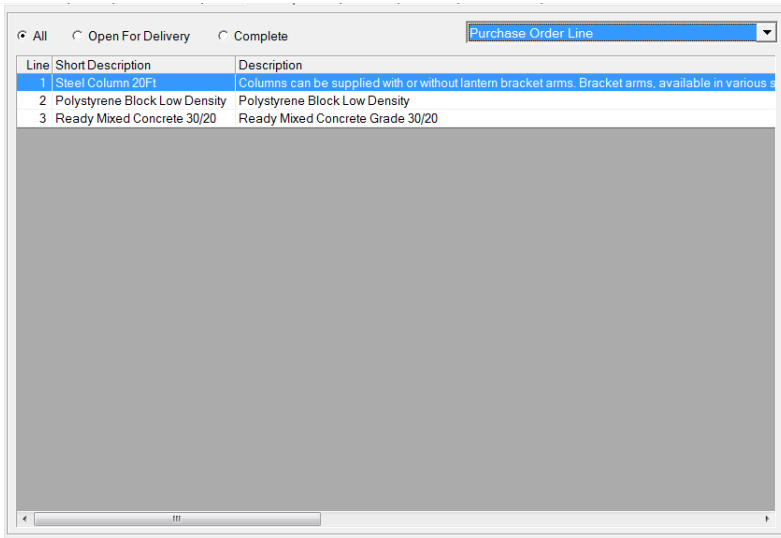 All Open For Delivery Complete Purchase Order Line
Line Short Description Description
1 Steel Column 20Ft Columns can be supplied with or without lantern bracket arms. Bracket arms, available in various s
2 Polystyrene Block Low Density Polystyrene Block Low Density
3 Ready Mixed Concrete 30/20 Ready Mixed Concrete Grade 30/20